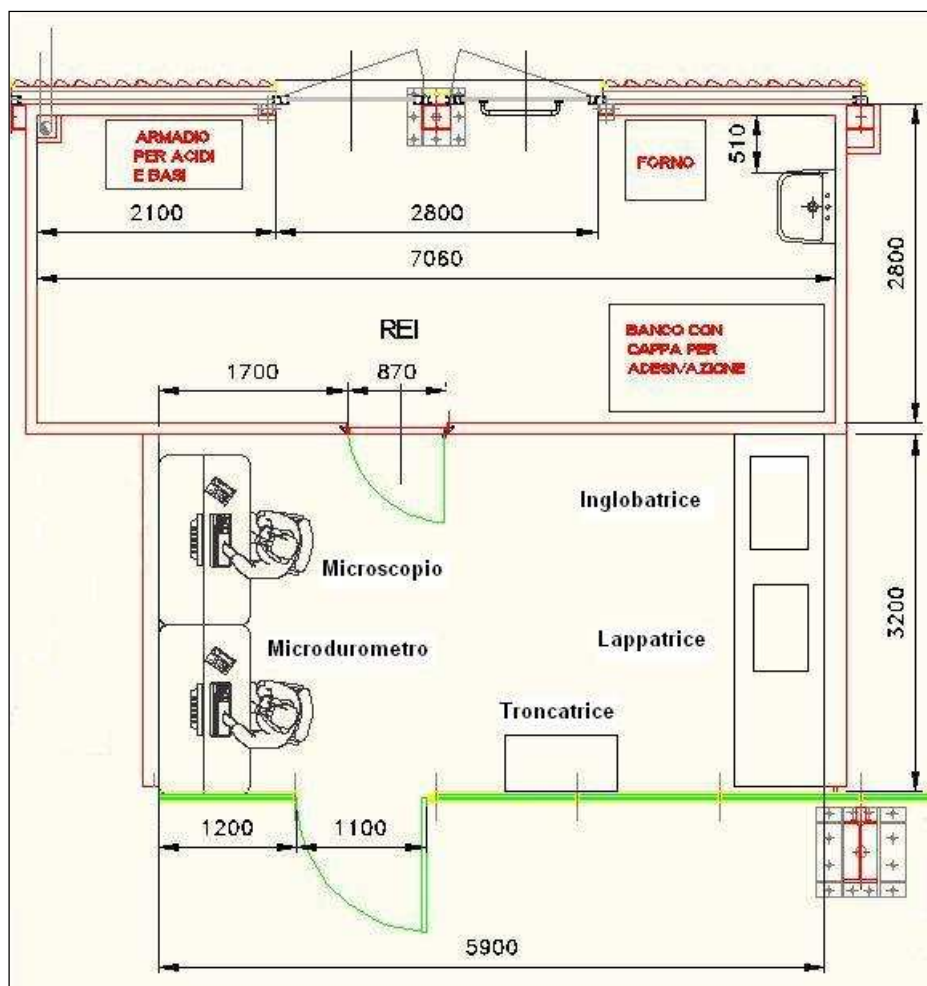 ARMADIO
PER ACIDI
E BASI
FORNO
510
2100
2800
7060
2800
REI
BANCO CON
CAPPA PER
ADESIVAZIONE
1700
870
Inglobatrice
Microscopio
3200
Microdurometro
Lappatrice
Troncatrice
1200
1100
5900